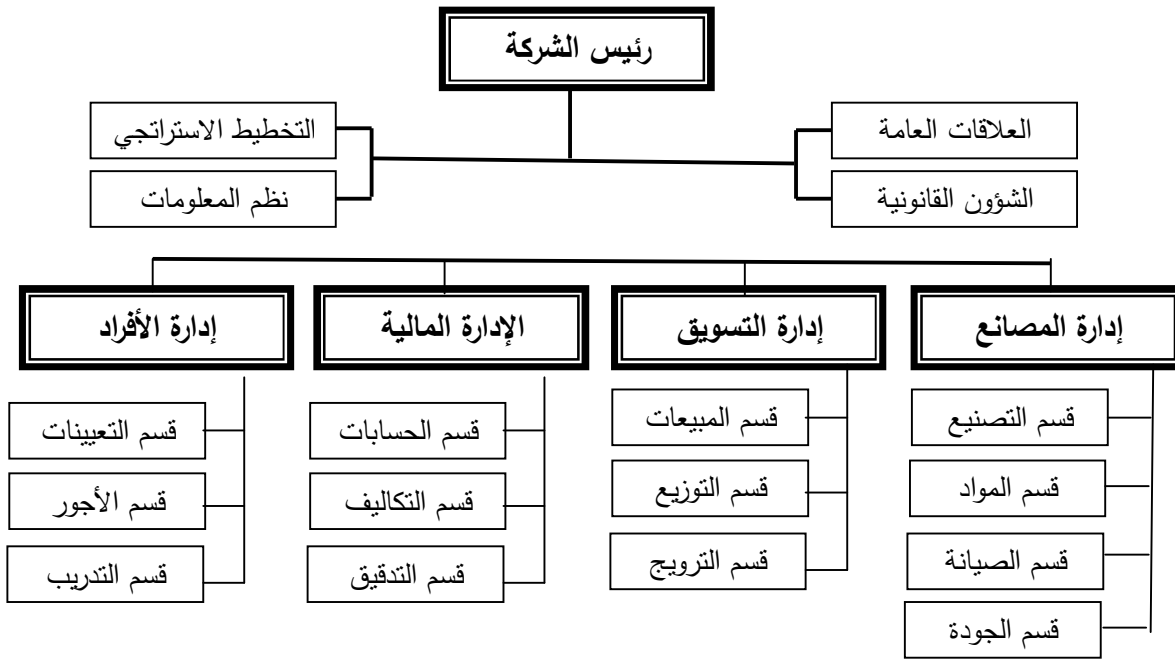 رئيس الشركة
العلاقات العامة
التخطيط الاستراتجي
الشؤون القانونية
نظم المعلومات
إدارة المصانع
إدارة التسويق
الإدارة المالية
إدارة الأفراد
قسم التصنيع
قسم المبيعات
قسم الحسابات
قسم التعيينات
قسم المواد
قسم التوزيع
قسم التكاليف
قسم الأجور
قسم الصيانة
قسم الترويج
قسم التدقيق
قسم التدريب
قسم الجودة